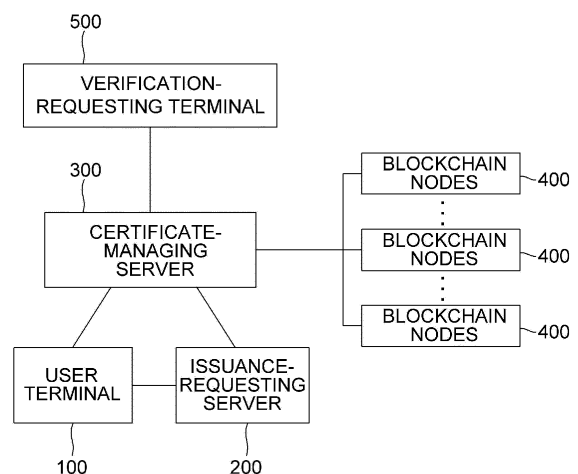 500
VERIFICATION-
REQUESTING TERMINAL
300
CERTIFICATE-
MANAGING
SERVER
BLOCKCHAIN
NODES
400
BLOCKCHAIN
NODES
400
BLOCKCHAIN
NODES
400
USER
TERMINAL
100
ISSUANCE-
REQUESTING
SERVER
200